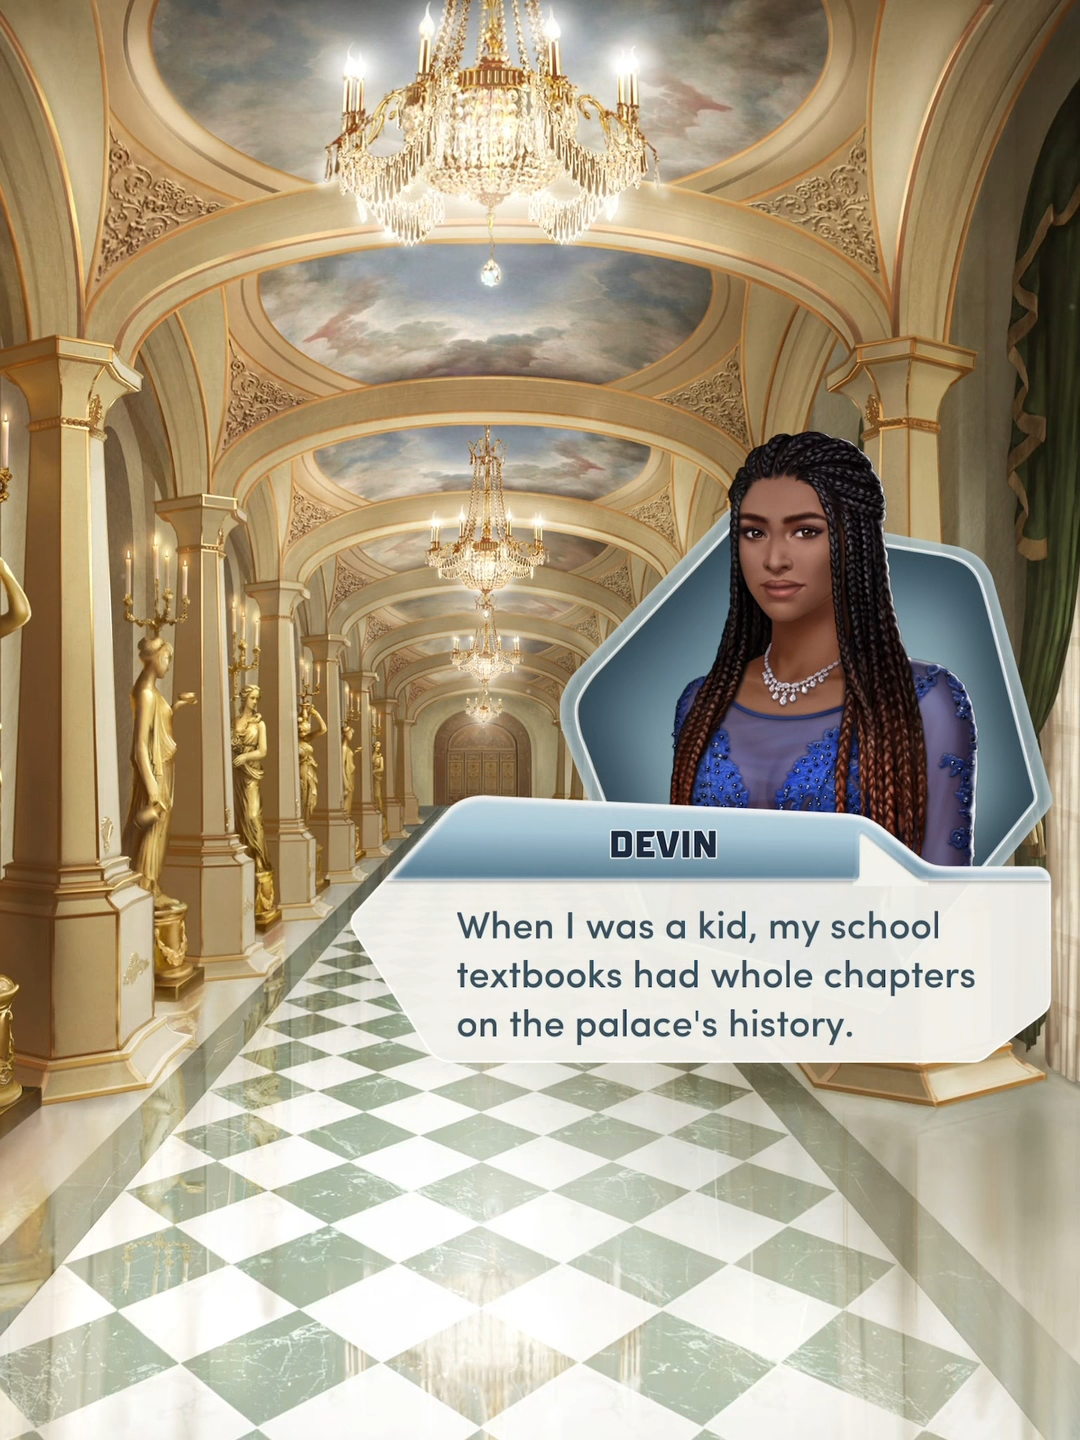 DEVIN
When I was a kid, my school
textbooks had whole chapters
on the palace's history.